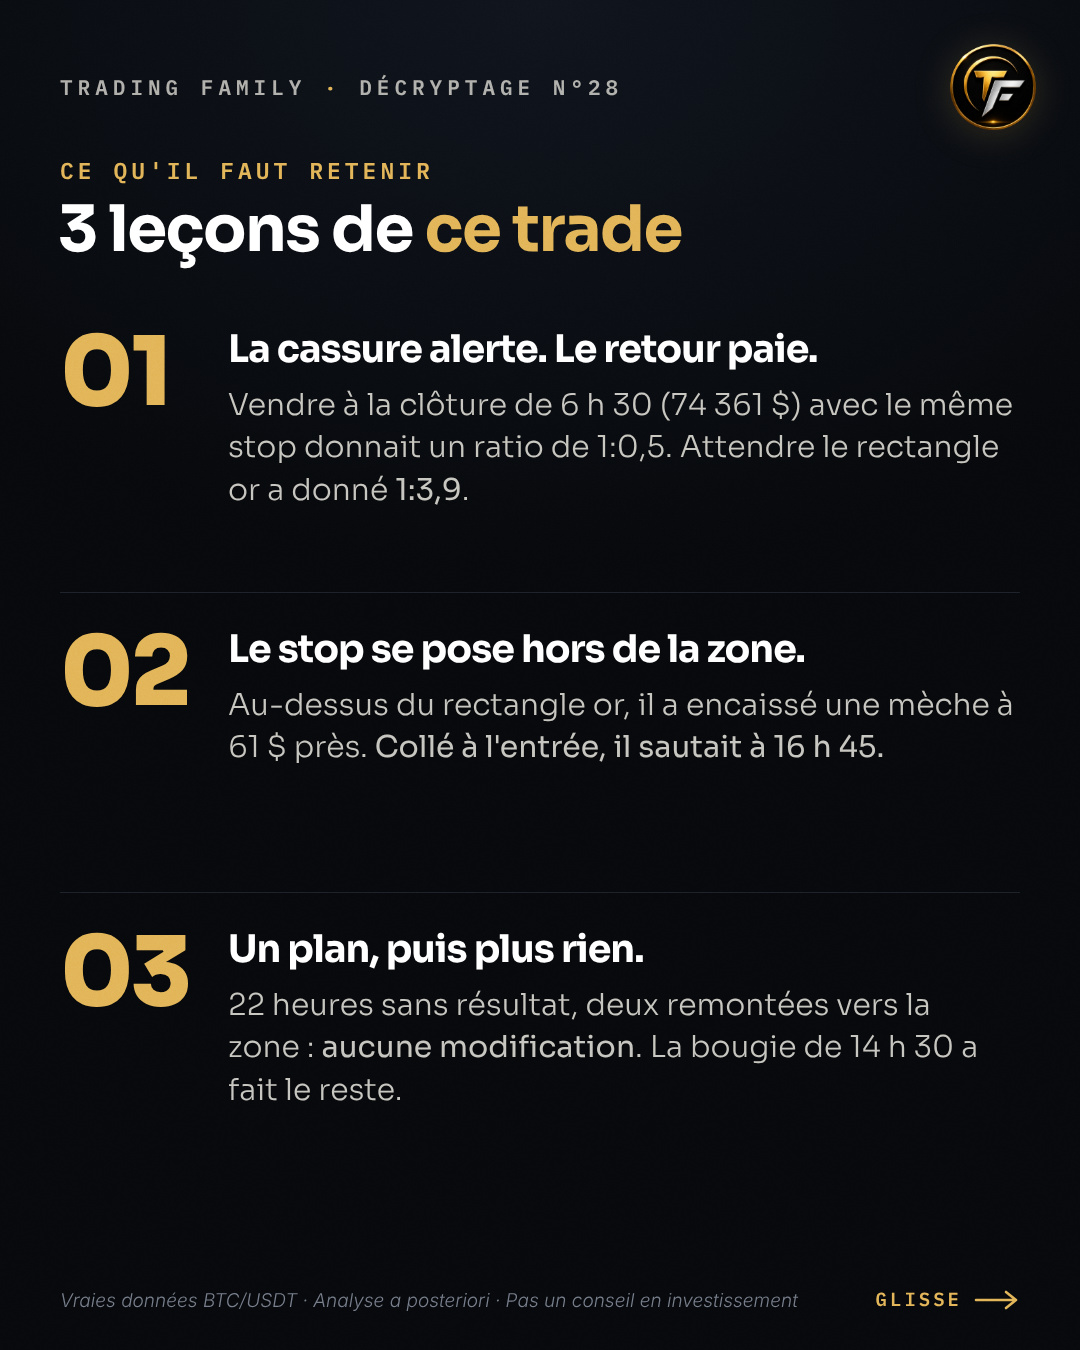 TRADING FAMILY · DÉCRYPTAGE N°28
TF
CE QU'IL FAUT RETENIR
3 leçons de ce trade
01
La cassure alerte. Le retour paie.
Vendre à la clôture de 6 h 30 (74 361 $) avec le même
stop donnait un ratio de 1:0,5. Attendre le rectangle
or a donné 1:3,9.
02
Le stop se pose hors de la zone.
Au-dessus du rectangle or, il a encaissé une mèche à
61 $ près. Collé à l'entrée, il sautait à 16 h 45.
03
Un plan, puis plus rien.
22 heures sans résultat, deux remontées vers la
zone : aucune modification. La bougie de 14 h 30 a
fait le reste.
Vraies données BTC/USDT · Analyse a posteriori · Pas un conseil en investissement
GLISSE